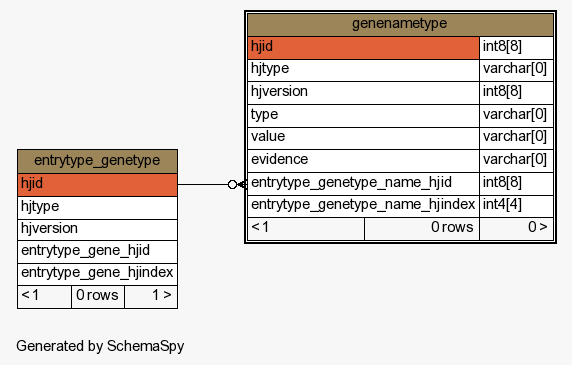 genenametype
hjid int8[8]
hjtype varchar[0]
hjversion int8[8]
type varchar[0]
value varchar[0]
evidence varchar[0]
entrytype_genetype_name_hjid int8[8]
entrytype_genetype_name_hjindex int4[4]
< 1 0 rows 0 >
entrytype_genetype
hjid
hjtype
hjversion
entrytype_gene_hjid
entrytype_gene_hjindex
< 1 0 rows 1 >
Generated by SchemaSpy